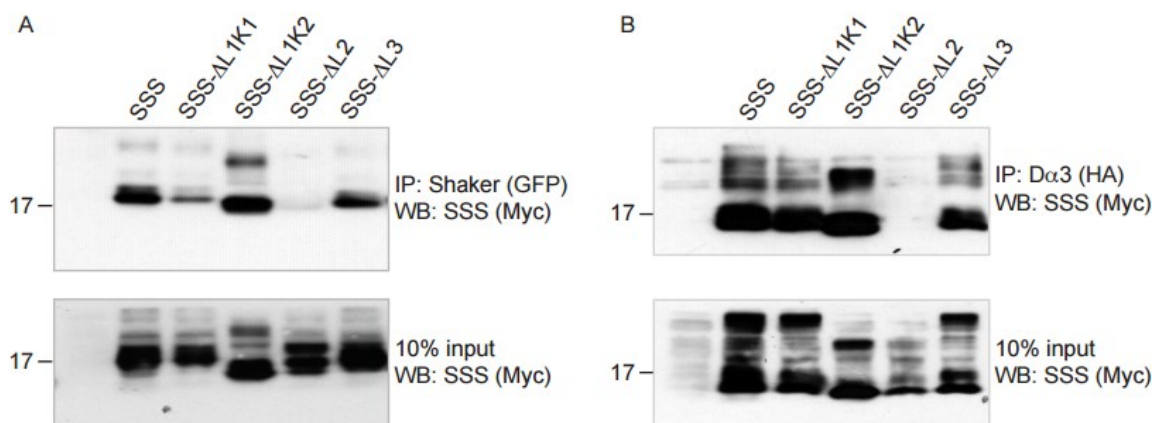 A
SSS
SSS-ΔL1K1
SSS-ΔL1K2
SSS-ΔL2
SSS-ΔL3
17
IP: Shaker (GFP)
WB: SSS (Myc)
17
10% input
WB: SSS (Myc)
B
SSS
SSS-ΔL1K1
SSS-ΔL1K2
SSS-ΔL2
SSS-ΔL3
17
IP: Dα3 (HA)
WB: SSS (Myc)
17
10% input
WB: SSS (Myc)